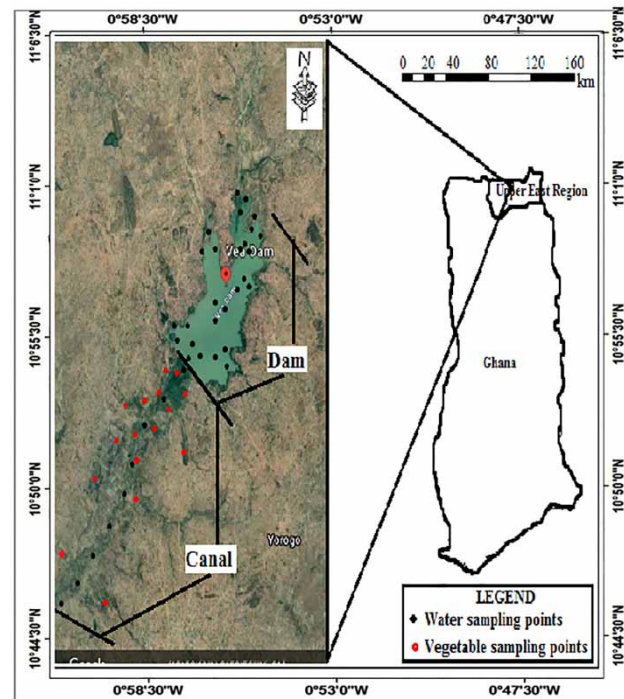 0°58'30"W 0°53'0"W 0°47'30"W
11°6'30"N
11°1'0"N
10°55'30"N
10°50'0"N
10°44'30"N
N
Vea Dam
Dam
Canal
Yorogo
0 20 40 80 120 160
km
Upper East Region
Ghana
LEGEND
Water sampling points
Vegetable sampling points
11°6'30"N
11°1'0"N
10°55'30"N
10°50'0"N
10°44'30"N
0°58'30"W 0°53'0"W 0°47'30"W